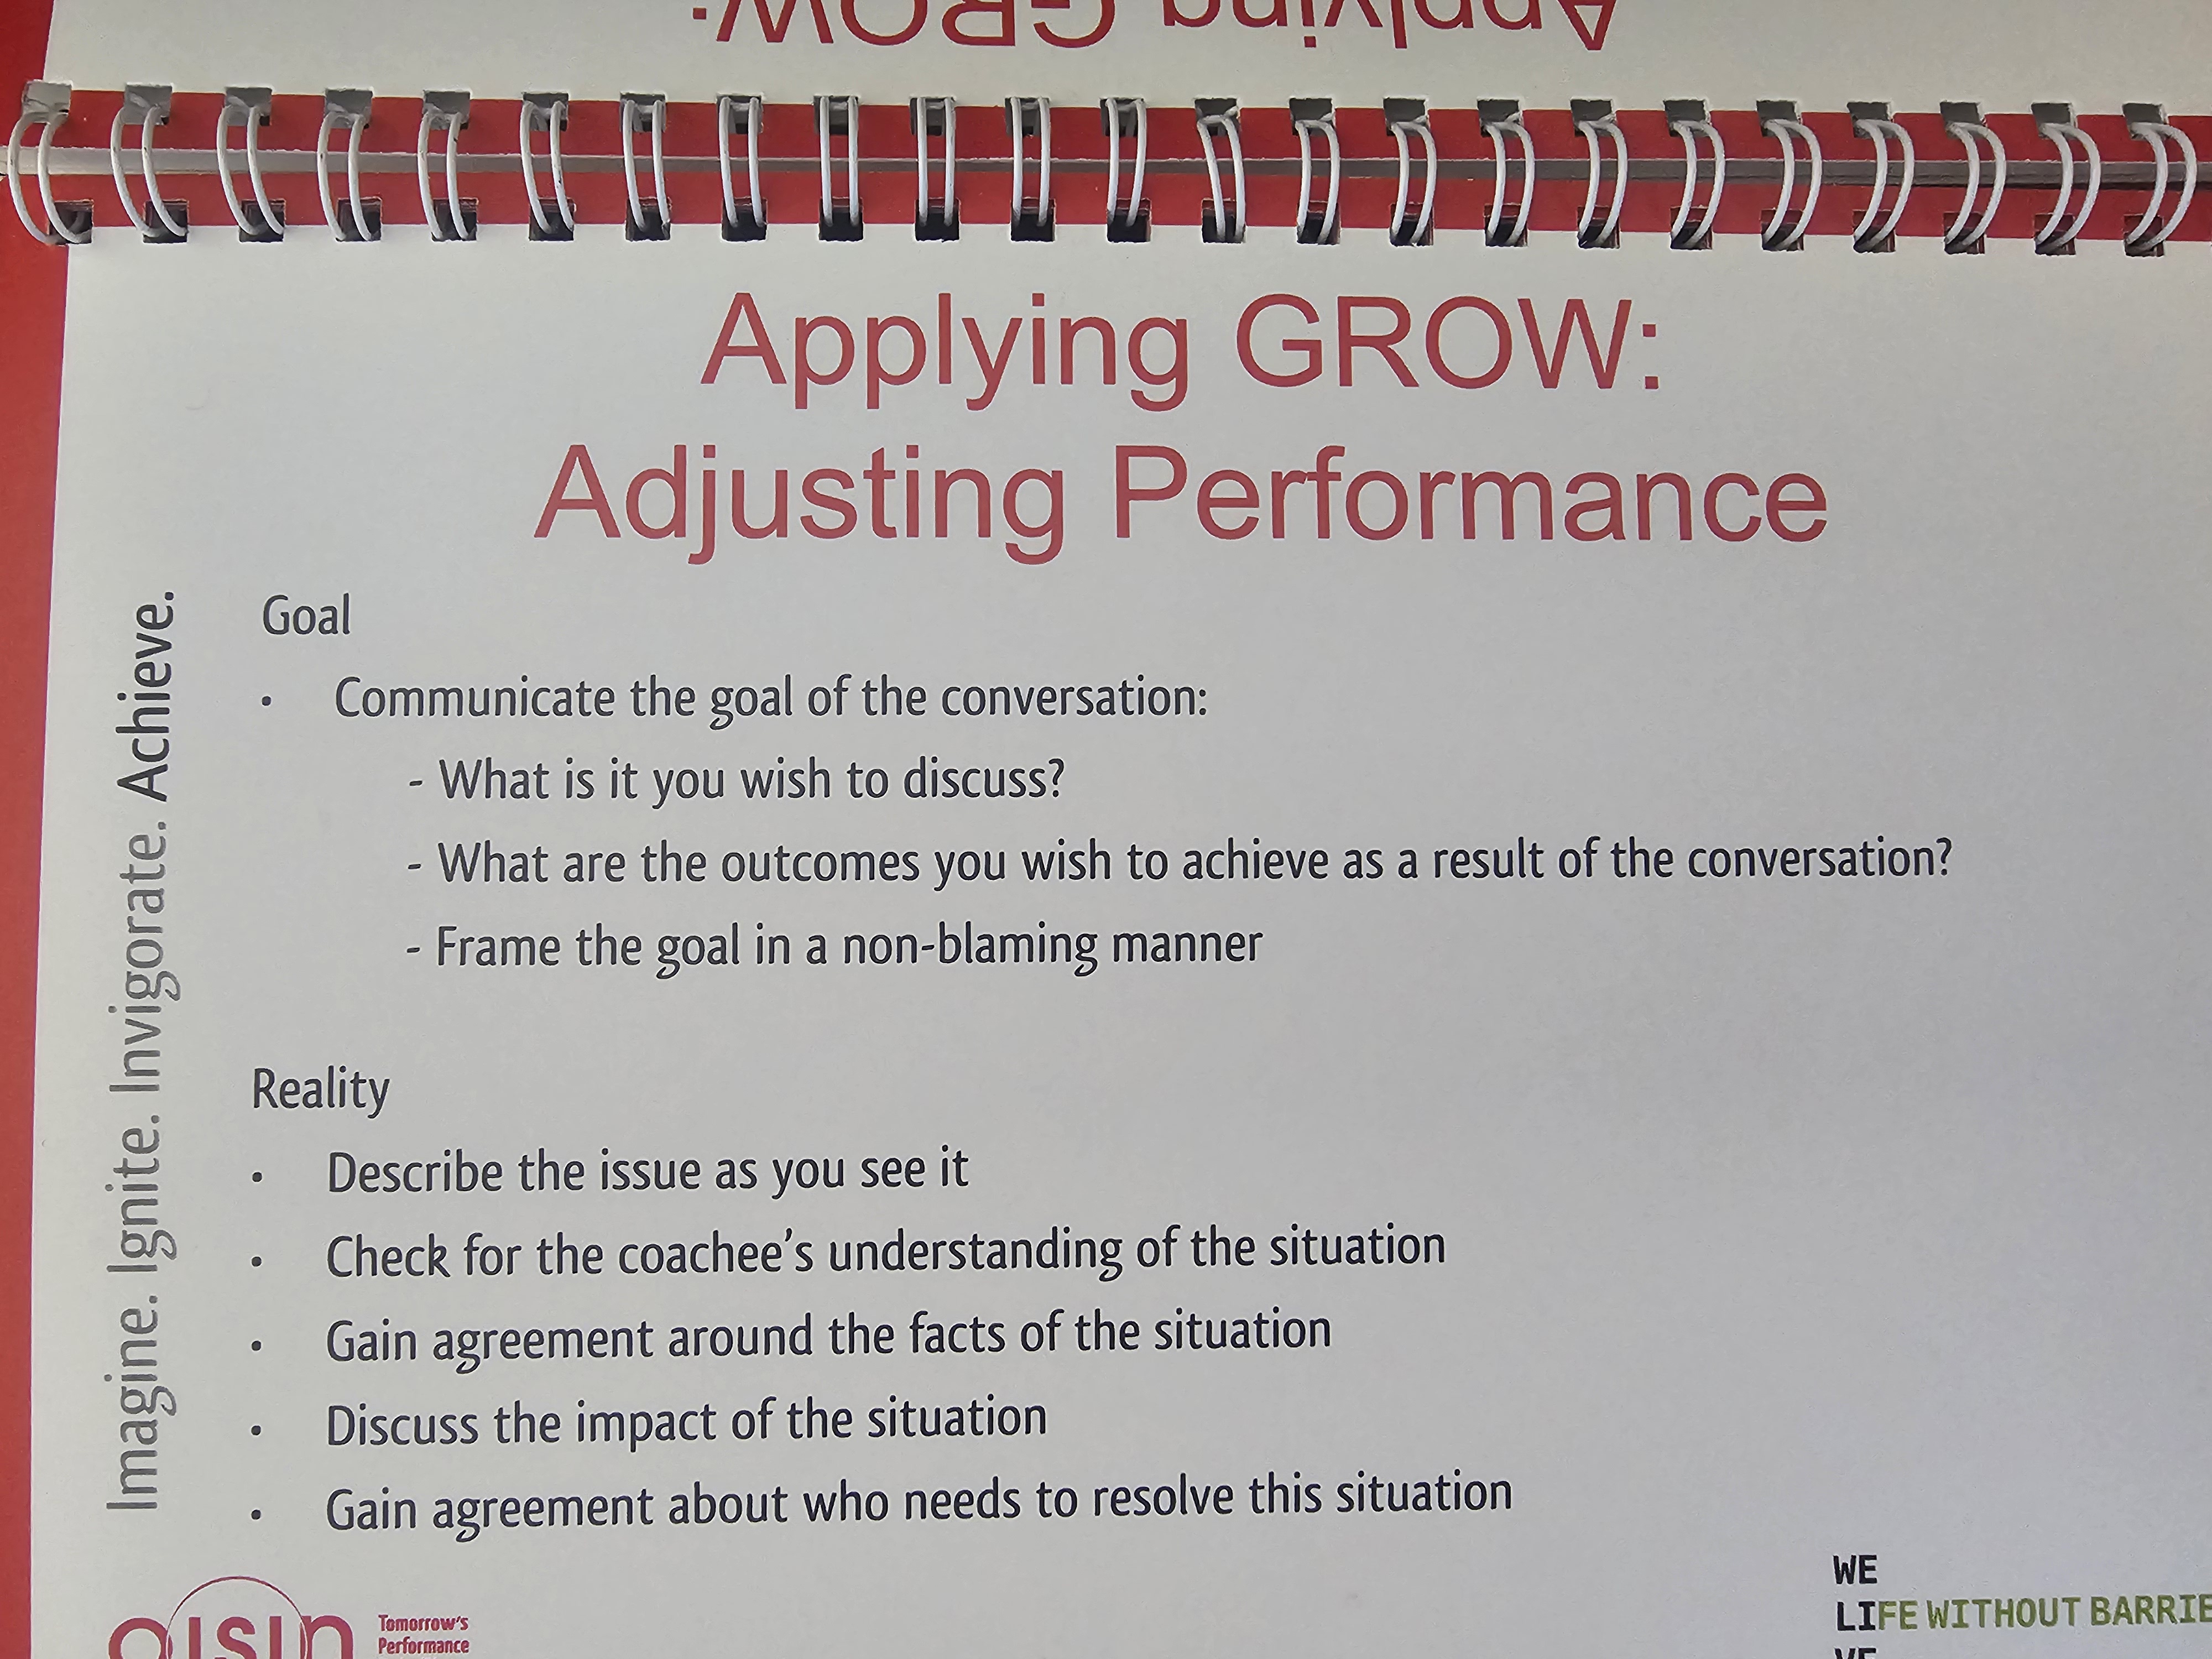 Applying GROW:
Applying GROW:
Adjusting Performance
Goal
· Communicate the goal of the conversation:
- What is it you wish to discuss?
- What are the outcomes you wish to achieve as a result of the conversation?
- Frame the goal in a non-blaming manner
Reality
· Describe the issue as you see it
· Check for the coachee’s understanding of the situation
· Gain agreement around the facts of the situation
· Discuss the impact of the situation
· Gain agreement about who needs to resolve this situation
Imagine. Ignite. Invigorate. Achieve.
oisin
Tomorrow's
Performance
WE
LIFE WITHOUT BARRIE
VE